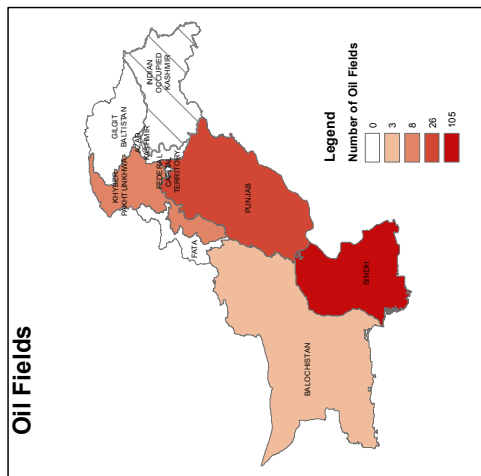 Oil Fields
GILGIT
BALTISTAN
KHYBER
PAKHTUNKHWA
AZAD
KASHMIR
INDIAN
OCCUPIED
KASHMIR
FEDERAL
CAPITAL
TERRITORY
FATA
PUNJAB
BALOCHISTAN
SINDH
Legend
Number of Oil Fields
0
3
8
26
105